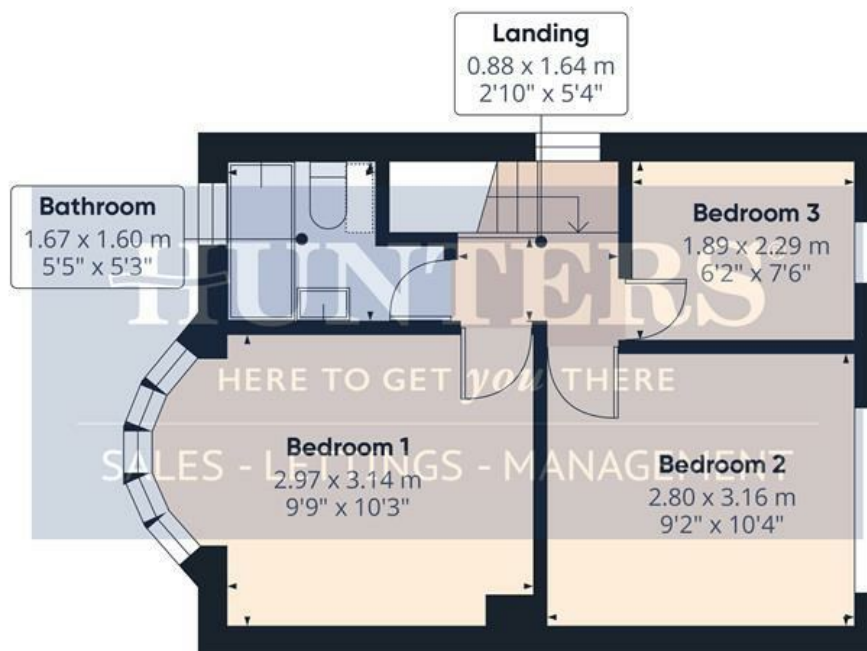 Landing
0.88 x 1.64 m
2'10" x 5'4"
Bathroom
1.67 x 1.60 m
5'5" x 5'3"
Bedroom 3
1.89 x 2.29 m
6'2" x 7'6"
HUNTERS®
HERE TO GET you THERE
SALES - LETTINGS - MANAGEMENT
Bedroom 1
2.97 x 3.14 m
9'9" x 10'3"
Bedroom 2
2.80 x 3.16 m
9'2" x 10'4"